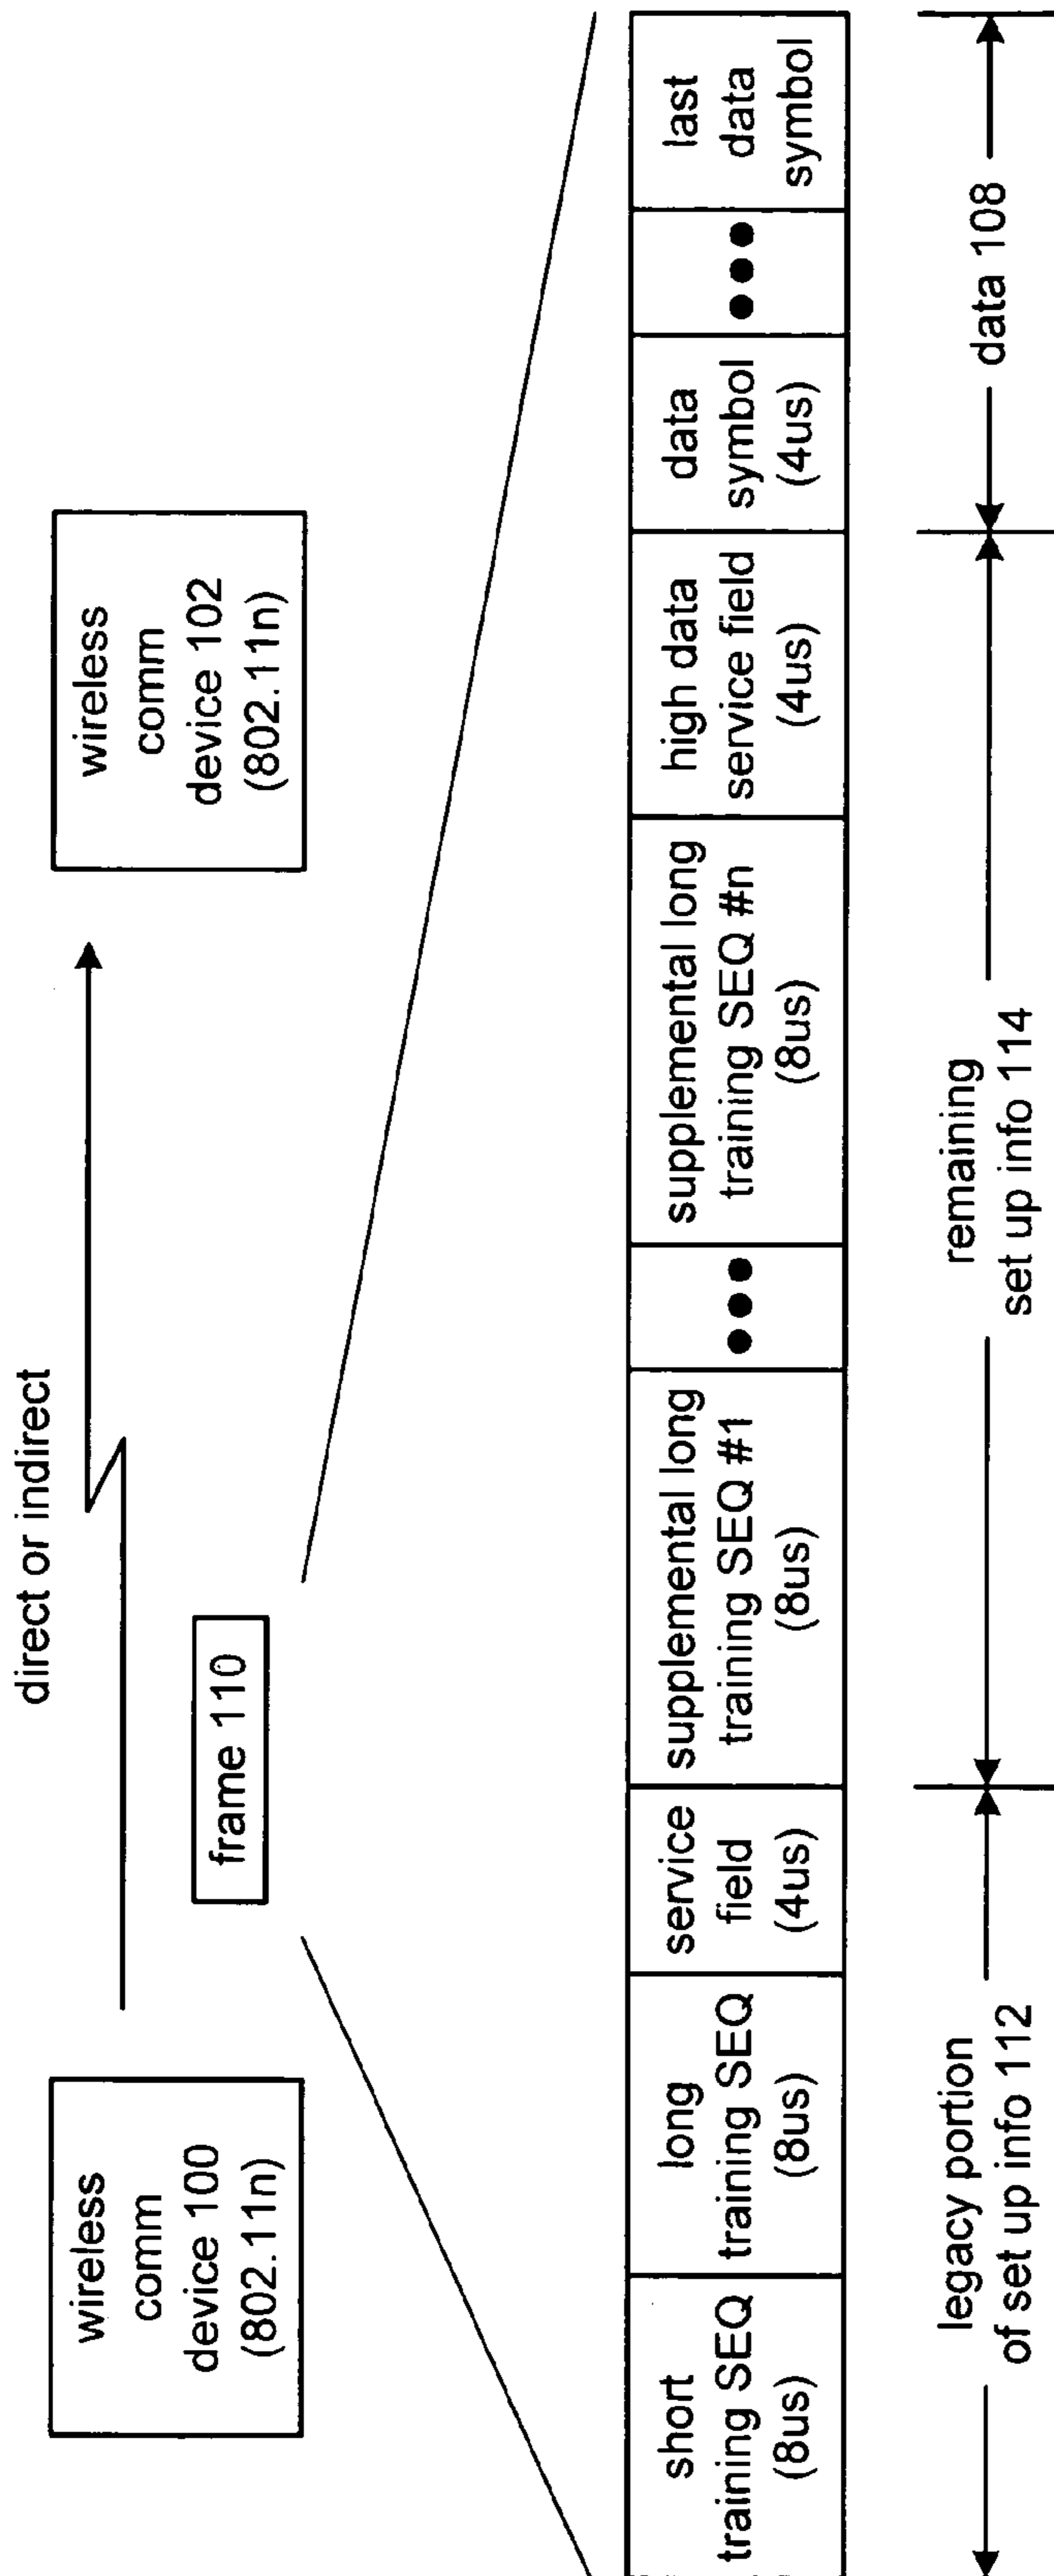 direct or indirect
wireless
comm
device 100
(802.11n)
frame 110
wireless
comm
device 102
(802.11n)
short
training SEQ
(8us)
long
training SEQ
(8us)
service
field
(4us)
supplemental long
training SEQ #1
(8us)
●●●
supplemental long
training SEQ #n
(8us)
high data
service field
(4us)
data
symbol
(4us)
●●●
last
data
symbol
legacy portion
of set up info 112
remaining
set up info 114
data 108